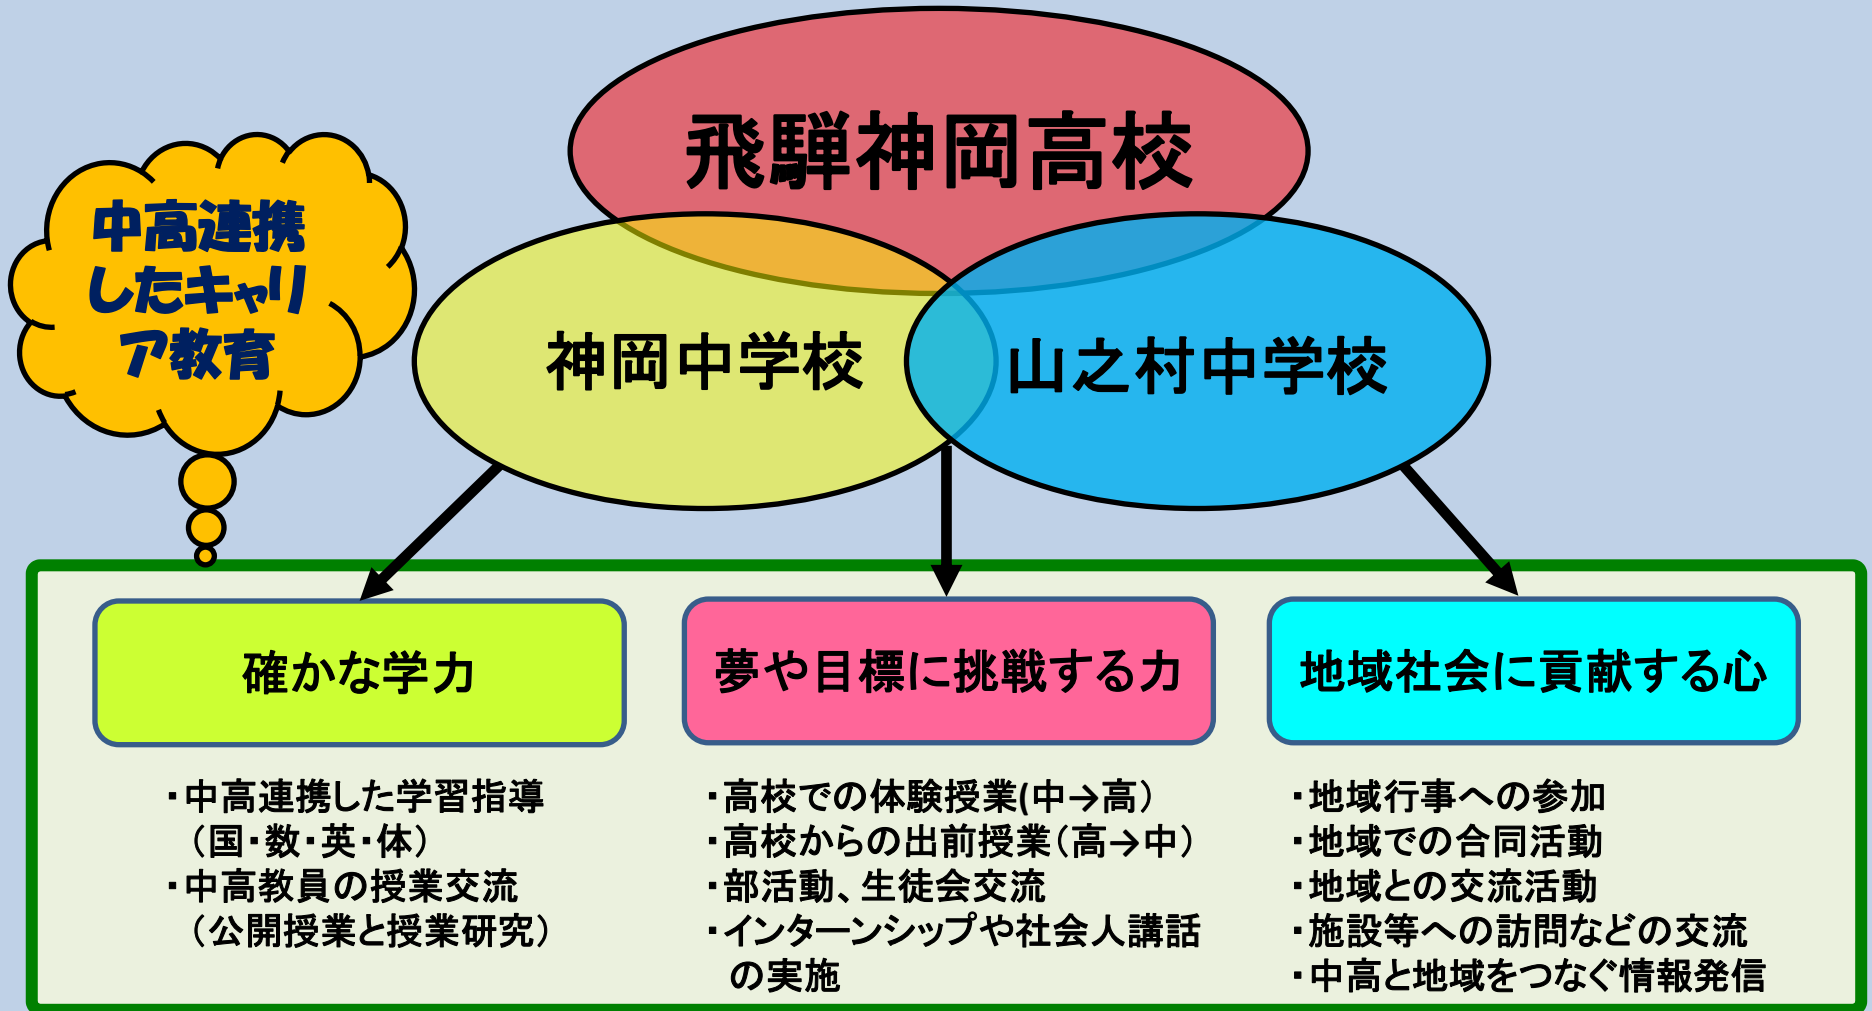 飛騨神岡高校
中高連携
したキャリ
ア教育
神岡中学校
山之村中学校
確かな学力
・中高連携した学習指導
（国・数・英・体）
・中高教員の授業交流
（公開授業と授業研究）
夢や目標に挑戦する力
・高校での体験授業(中→高）
・高校からの出前授業（高→中）
・部活動、生徒会交流
・インターンシップや社会人講話
の実施
地域社会に貢献する心
・地域行事への参加
・地域での合同活動
・地域との交流活動
・施設等への訪問などの交流
・中高と地域をつなぐ情報発信